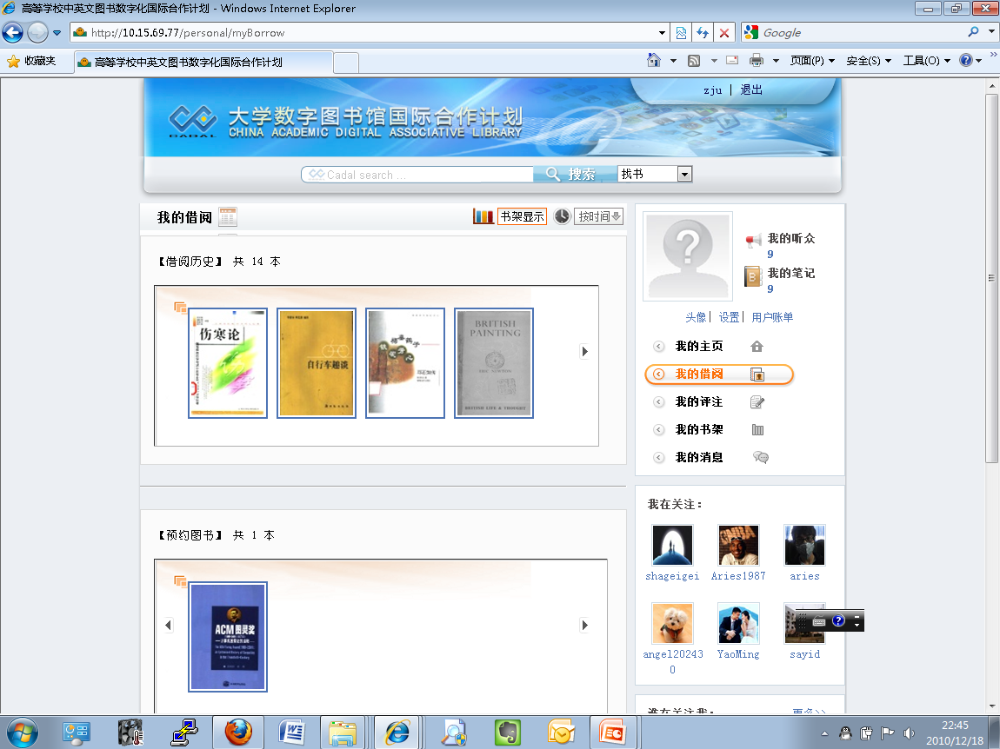 高等学校中英文图书数字化国际合作计划 - Windows Internet Explorer
http://10.15.69.77/personal/myBorrow
Google
收藏夹
高等学校中英文图书数字化国际合作计划
页面(P)
安全(S)
工具(O)
zju | 退出
CADAL
大学数字图书馆国际合作计划
CHINA ACADEMIC DIGITAL ASSOCIATIVE LIBRARY
Cadal search ...
搜索
找书
我的借阅
书架显示
按时间
【借阅历史】 共 14 本
伤寒论
自行车趣谈
BRITISH
PAINTING
ERIC NEWTON
BRITISH LIFE & THOUGHT
【预约图书】 共 1 本
ACM图灵奖
我的听众
9
我的笔记
9
头像| 设置| 用户账单
我的主页
我的借阅
我的评注
我的书架
我的消息
我在关注:
shageigei
Aries1987
aries
angel202430
YaoMing
sayid
谁在关注我:
更多>>
22:45
2010/12/18